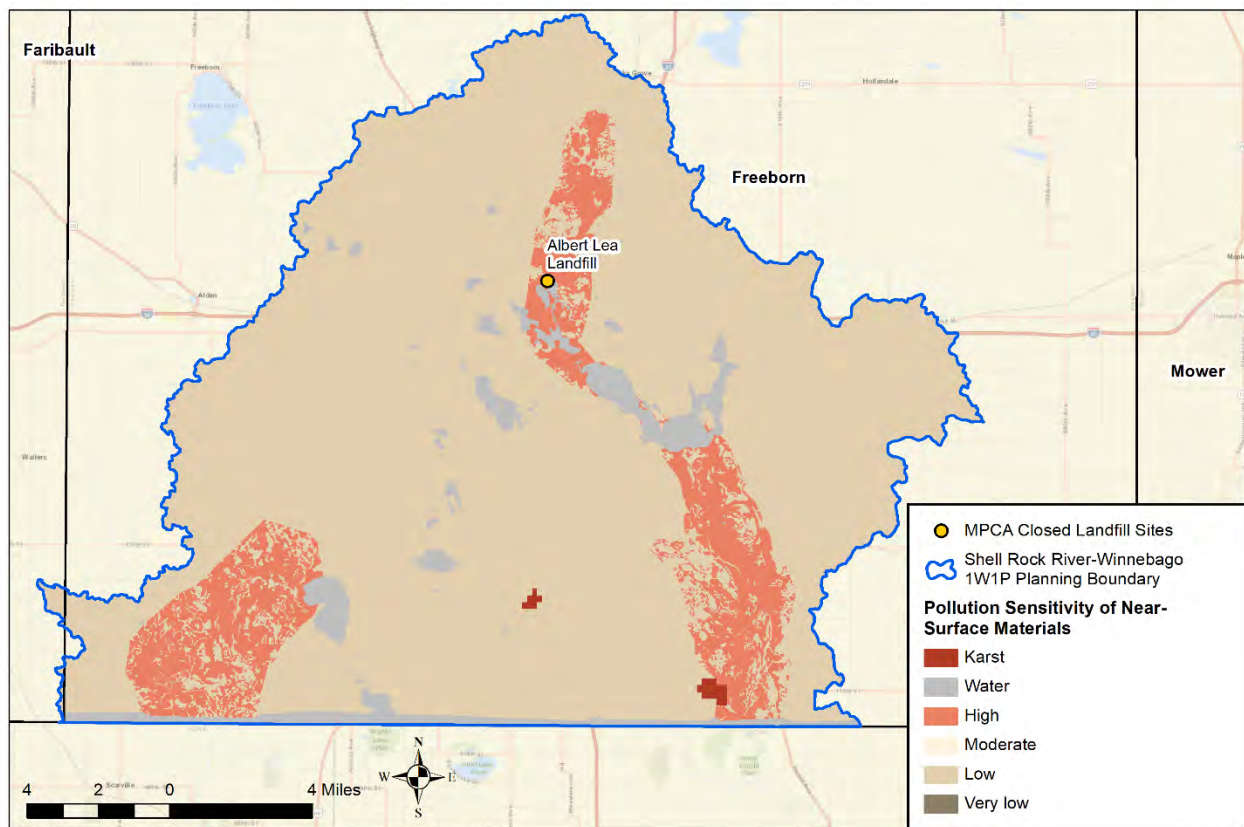 Faribault
Freeborn
Hollandale
Freeborn
Albert Lea
Landfill
Alden
Mower
Walters
MPCA Closed Landfill Sites
Shell Rock River-Winnebago
1W1P Planning Boundary
Pollution Sensitivity of Near-
Surface Materials
Karst
Water
High
Moderate
Low
Very low
N
W E
S
Scarville
4 2 0 4 Miles